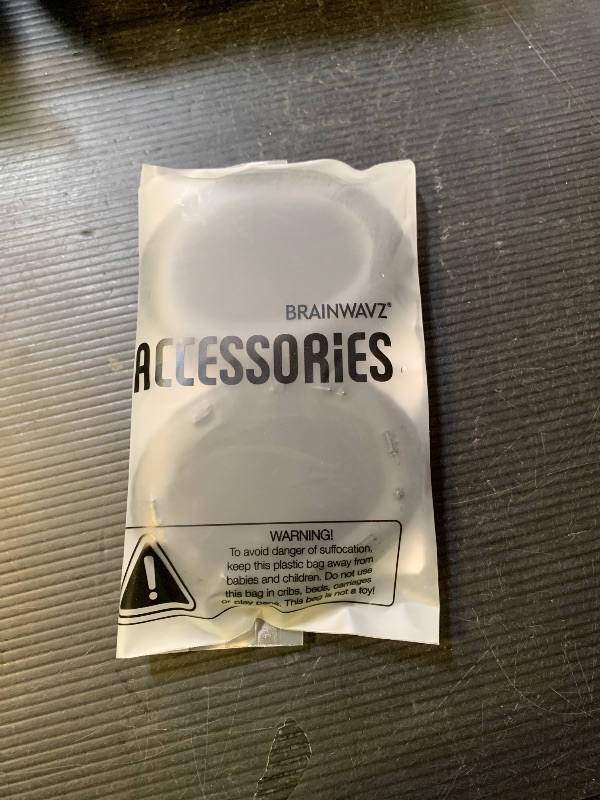 BRAINWAVZ®
ACCESSORiES
WARNING!
To avoid danger of suffocation,
keep this plastic bag away from
babies and children. Do not use
this bag in cribs, beds, carriages
or play pens. This bag is not a toy!